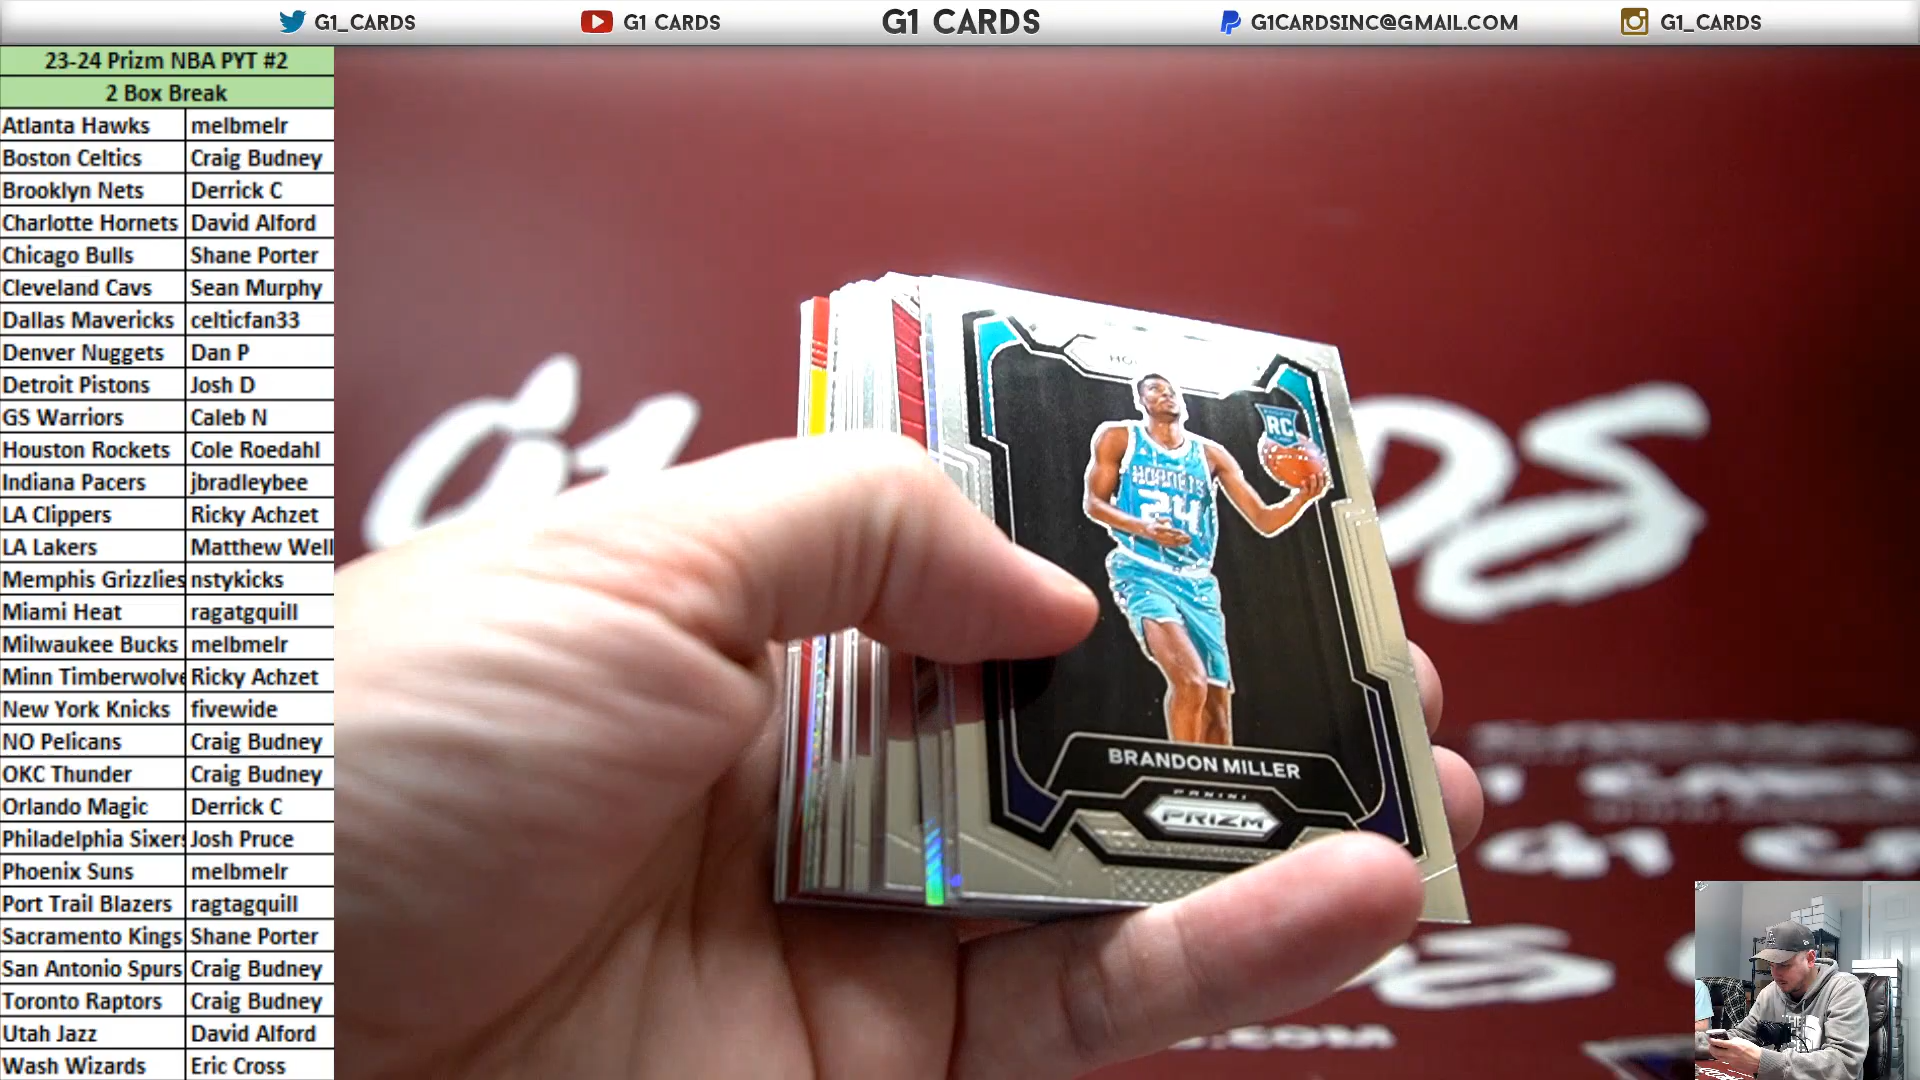 G1_CARDS G1 CARDS G1 CARDS G1CARDSINC@GMAIL.COM G1_CARDS
23-24 Prizm NBA PYT #2
2 Box Break
Atlanta Hawks melbmelr
Boston Celtics Craig Budney
Brooklyn Nets Derrick C
Charlotte Hornets David Alford
Chicago Bulls Shane Porter
Cleveland Cavs Sean Murphy
Dallas Mavericks celticfan33
Denver Nuggets Dan P
Detroit Pistons Josh D
GS Warriors Caleb N
Houston Rockets Cole Roedahl
Indiana Pacers jbradleybee
LA Clippers Ricky Achzet
LA Lakers Matthew Well
Memphis Grizzlies nstykicks
Miami Heat ragatgquill
Milwaukee Bucks melbmelr
Minn Timberwolve Ricky Achzet
New York Knicks fivewide
NO Pelicans Craig Budney
OKC Thunder Craig Budney
Orlando Magic Derrick C
Philadelphia Sixers Josh Pruce
Phoenix Suns melbmelr
Port Trail Blazers ragtagquill
Sacramento Kings Shane Porter
San Antonio Spurs Craig Budney
Toronto Raptors Craig Budney
Utah Jazz David Alford
Wash Wizards Eric Cross
RC
HORNETS
24
BRANDON MILLER
PANINI
PRIZM